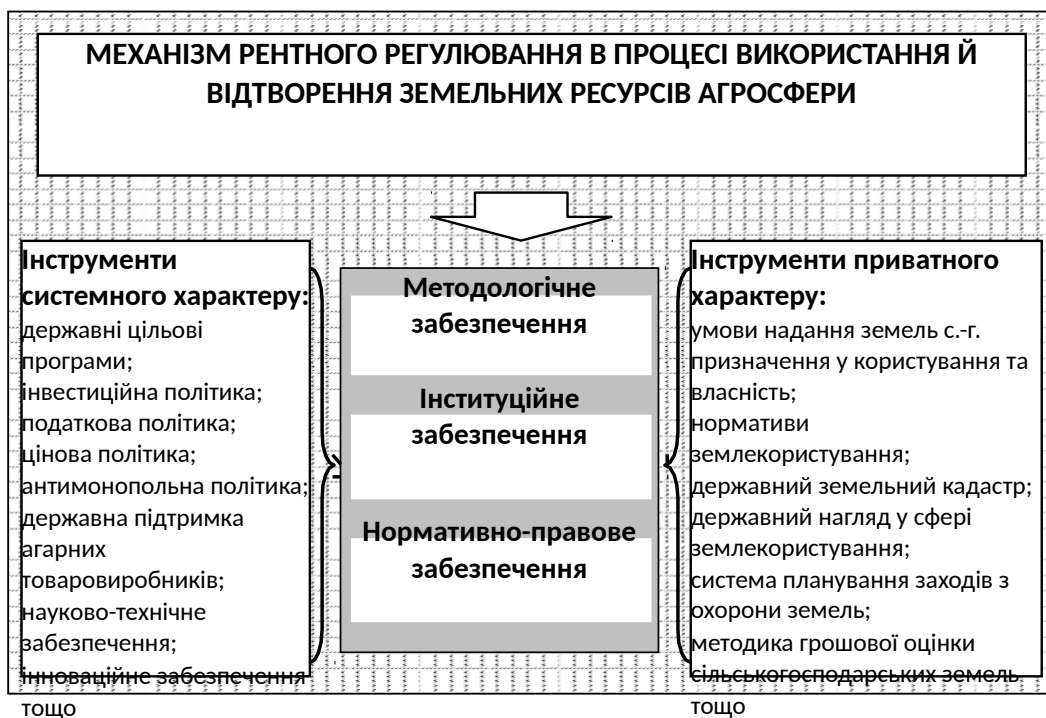 МЕХАНІЗМ РЕНТНОГО РЕГУЛЮВАННЯ В ПРОЦЕСІ ВИКОРИСТАННЯ Й
ВІДТВОРЕННЯ ЗЕМЕЛЬНИХ РЕСУРСІВ АГРОСФЕРИ
Інструменти
системного характеру:
державні цільові
програми;
інвестиційна політика;
податкова політика;
цінова політика;
антимонопольна політика;
державна підтримка
агарних
товаровиробників;
науково-технічне
забезпечення;
інноваційне забезпечення
тощо
Методологічне
забезпечення
Інституційне
забезпечення
Нормативно-правове
забезпечення
Інструменти приватного
характеру:
умови надання земель с.-г.
призначення у користування та
власність;
нормативи
землекористування;
державний земельний кадастр;
державний нагляд у сфері
землекористування;
система планування заходів з
охорони земель;
методика грошової оцінки
сільськогосподарських земель
тощо